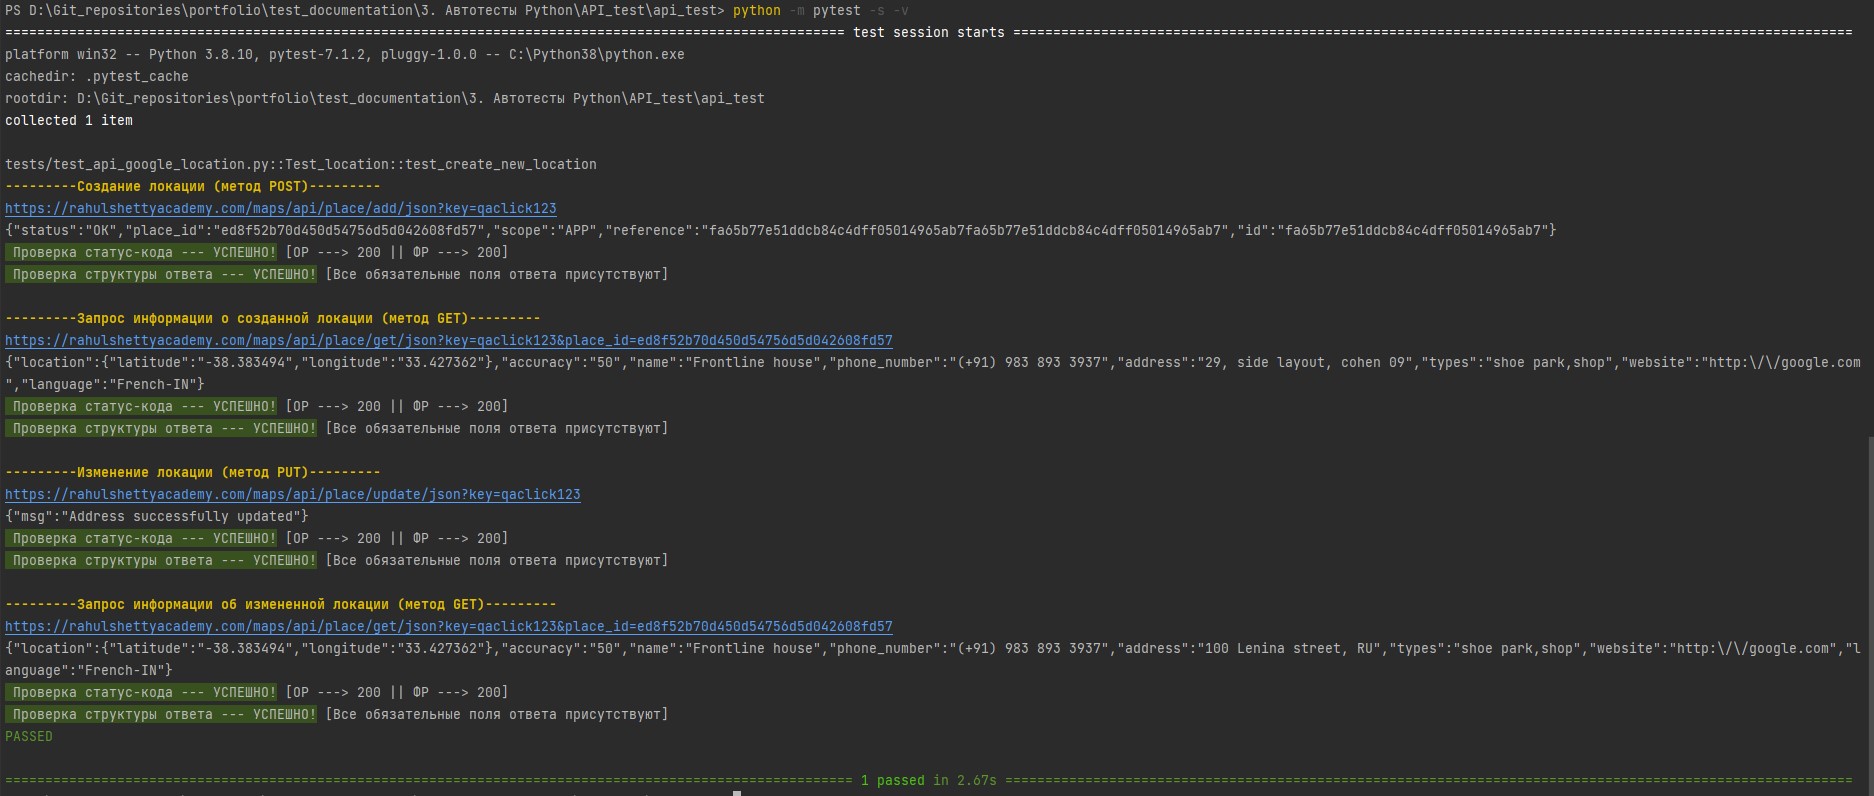 PS D:\Git_repositories\portfolio\test_documentation\3. Автотесты Python\API_test\api_test> python -m pytest -s -v
========================================================================================================= test session starts =========================================================================================================
platform win32 -- Python 3.8.10, pytest-7.1.2, pluggy-1.0.0 -- C:\Python38\python.exe
cachedir: .pytest_cache
rootdir: D:\Git_repositories\portfolio\test_documentation\3. Автотесты Python\API_test\api_test
collected 1 item
tests/test_api_google_location.py::Test_location::test_create_new_location
---------Создание локации (метод POST)---------
https://rahulshettyacademy.com/maps/api/place/add/json?key=qaclick123
{"status":"OK","place_id":"ed8f52b70d450d54756d5d042608fd57","scope":"APP","reference":"fa65b77e51ddcb84c4dff05014965ab7fa65b77e51ddcb84c4dff05014965ab7","id":"fa65b77e51ddcb84c4dff05014965ab7"}
Проверка статус-кода --- УСПЕШНО! [ОР ---> 200 || ФР ---> 200]
Проверка структуры ответа --- УСПЕШНО! [Все обязательные поля ответа присутствуют]
---------Запрос информации о созданной локации (метод GET)---------
https://rahulshettyacademy.com/maps/api/place/get/json?key=qaclick123&place_id=ed8f52b70d450d54756d5d042608fd57
{"location":{"latitude":"-38.383494","longitude":"33.427362"},"accuracy":"50","name":"Frontline house","phone_number":"(+91) 983 893 3937","address":"29, side layout, cohen 09","types":"shoe park,shop","website":"http:\/\/google.com
","language":"French-IN"}
Проверка статус-кода --- УСПЕШНО! [ОР ---> 200 || ФР ---> 200]
Проверка структуры ответа --- УСПЕШНО! [Все обязательные поля ответа присутствуют]
---------Изменение локации (метод PUT)---------
https://rahulshettyacademy.com/maps/api/place/update/json?key=qaclick123
{"msg":"Address successfully updated"}
Проверка статус-кода --- УСПЕШНО! [ОР ---> 200 || ФР ---> 200]
Проверка структуры ответа --- УСПЕШНО! [Все обязательные поля ответа присутствуют]
---------Запрос информации об измененной локации (метод GET)---------
https://rahulshettyacademy.com/maps/api/place/get/json?key=qaclick123&place_id=ed8f52b70d450d54756d5d042608fd57
{"location":{"latitude":"-38.383494","longitude":"33.427362"},"accuracy":"50","name":"Frontline house","phone_number":"(+91) 983 893 3937","address":"100 Lenina street, RU","types":"shoe park,shop","website":"http:\/\/google.com","l
anguage":"French-IN"}
Проверка статус-кода --- УСПЕШНО! [ОР ---> 200 || ФР ---> 200]
Проверка структуры ответа --- УСПЕШНО! [Все обязательные поля ответа присутствуют]
PASSED
========================================================================================================== 1 passed in 2.67s ==========================================================================================================